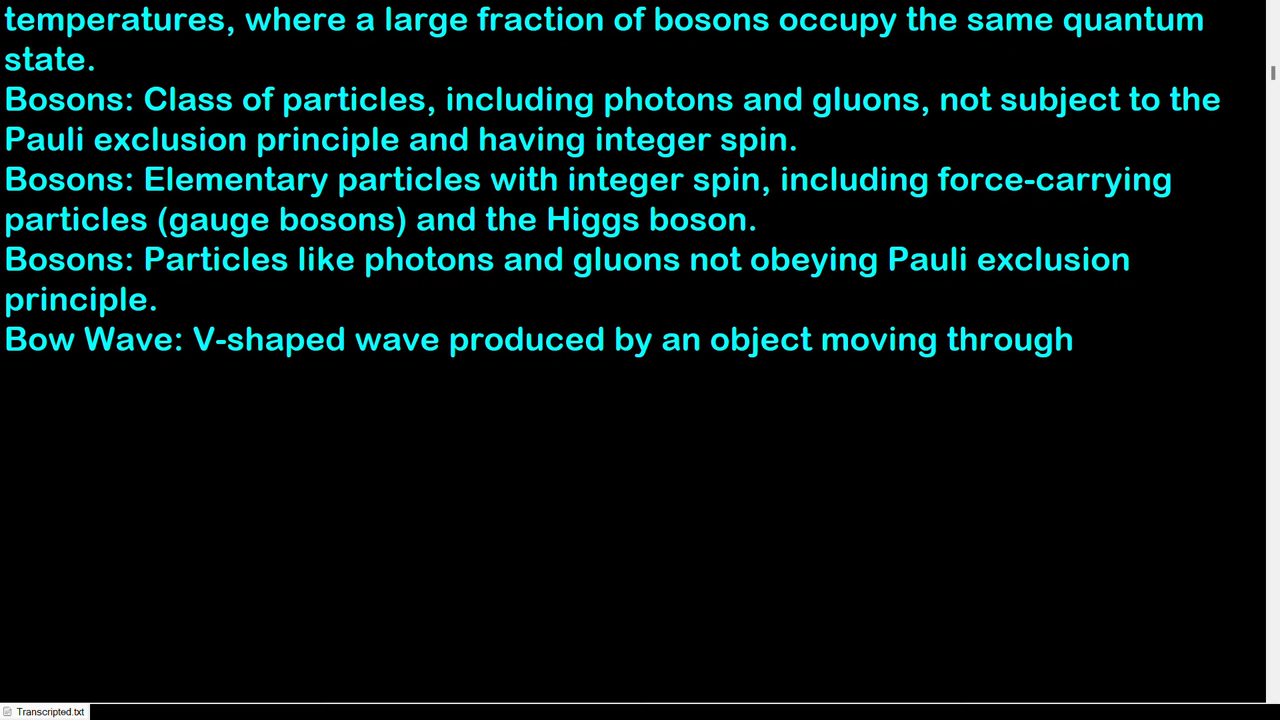 temperatures, where a large fraction of bosons occupy the same quantum
state.
Bosons: Class of particles, including photons and gluons, not subject to the
Pauli exclusion principle and having integer spin.
Bosons: Elementary particles with integer spin, including force-carrying
particles (gauge bosons) and the Higgs boson.
Bosons: Particles like photons and gluons not obeying Pauli exclusion
principle.
Bow Wave: V-shaped wave produced by an object moving through
Transcripted.txt